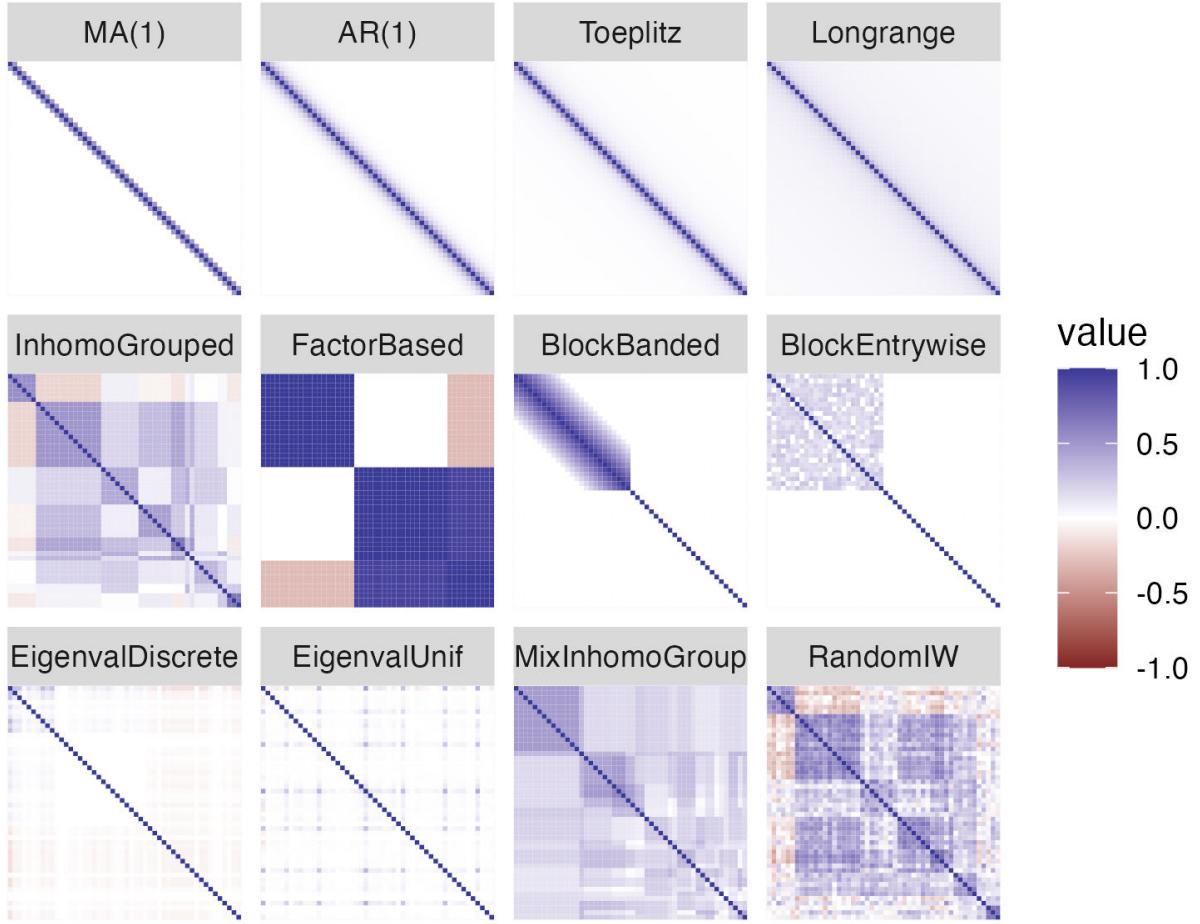 MA(1) AR(1) Toeplitz Longrange
InhomoGrouped FactorBased BlockBanded BlockEntrywise
EigenvalDiscrete EigenvalUnif MixInhomoGroup RandomIW
value
1.0
0.5
0.0
-0.5
-1.0